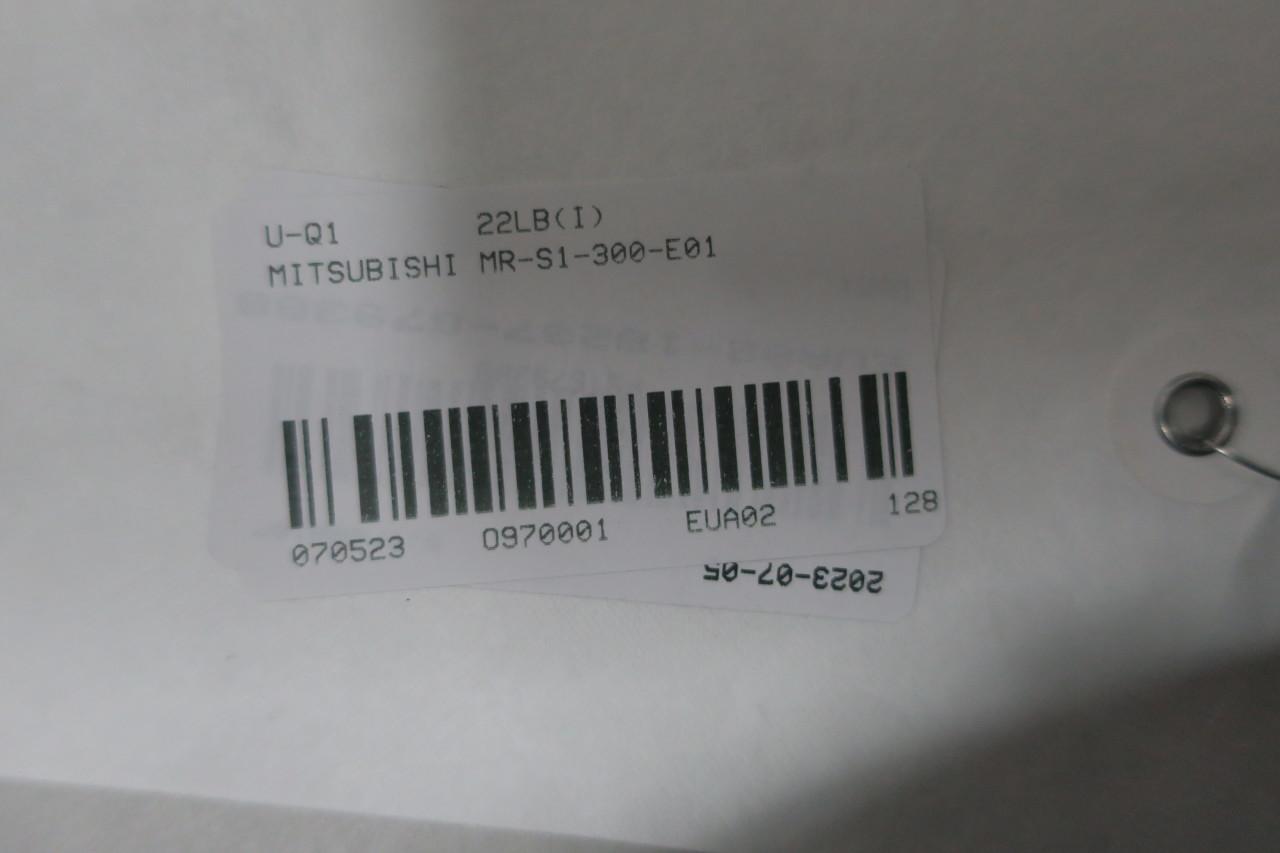 U-Q1 22LB(I)
MITSUBISHI MR-S1-300-E01
070523 0970001 EUA02 128
2023-07-05